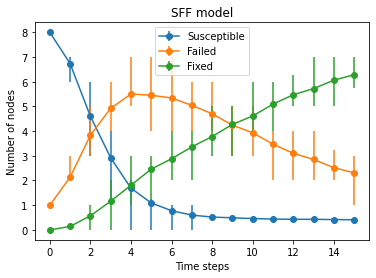 SFF model
Susceptible
Failed
Fixed
8
7
6
5
4
3
2
1
0
Number of nodes
0 2 4 6 8 10 12 14
Time steps